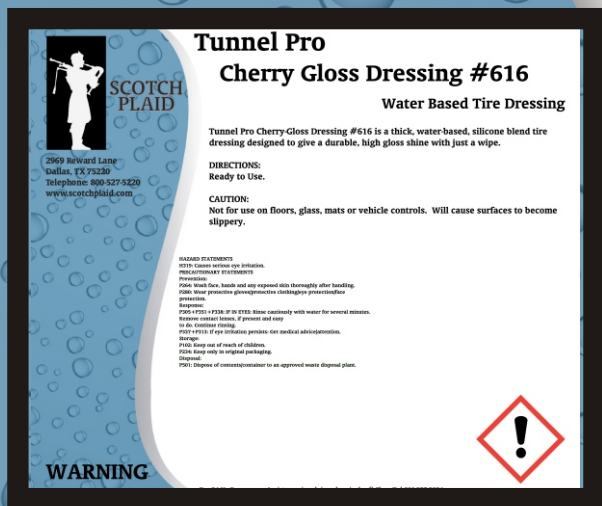 Tunnel Pro
Cherry Gloss Dressing #616
SCOTCH
PLAID
Water Based Tire Dressing
Tunnel Pro Cherry-Gloss Dressing #616 is a thick, water-based, silicone blend tire
dressing designed to give a durable, high gloss shine with just a wipe.
2969 Reward Lane
Dallas, TX 75220
Telephone: 800-527-5220
www.scotchplaid.com
DIRECTIONS:
Ready to Use.
CAUTION:
Not for use on floors, glass, mats or vehicle controls. Will cause surfaces to become
slippery.
HAZARD STATEMENTS
H319: Causes serious eye irritation.
PRECAUTIONARY STATEMENTS
Prevention:
P264: Wash face, hands and any exposed skin thoroughly after handling.
P280: Wear protective gloves/protective clothing/eye protection/face
protection.
Response:
P305+P351+P338: IF IN EYES: Rinse cautiously with water for several minutes.
Remove contact lenses, if present and easy
to do. Continue rinsing.
P337+P313: If eye irritation persists: Get medical advice/attention.
Storage:
P102: Keep out of reach of children.
P234: Keep only in original packaging.
Disposal:
P501: Dispose of contents/container to an approved waste disposal plant.
WARNING